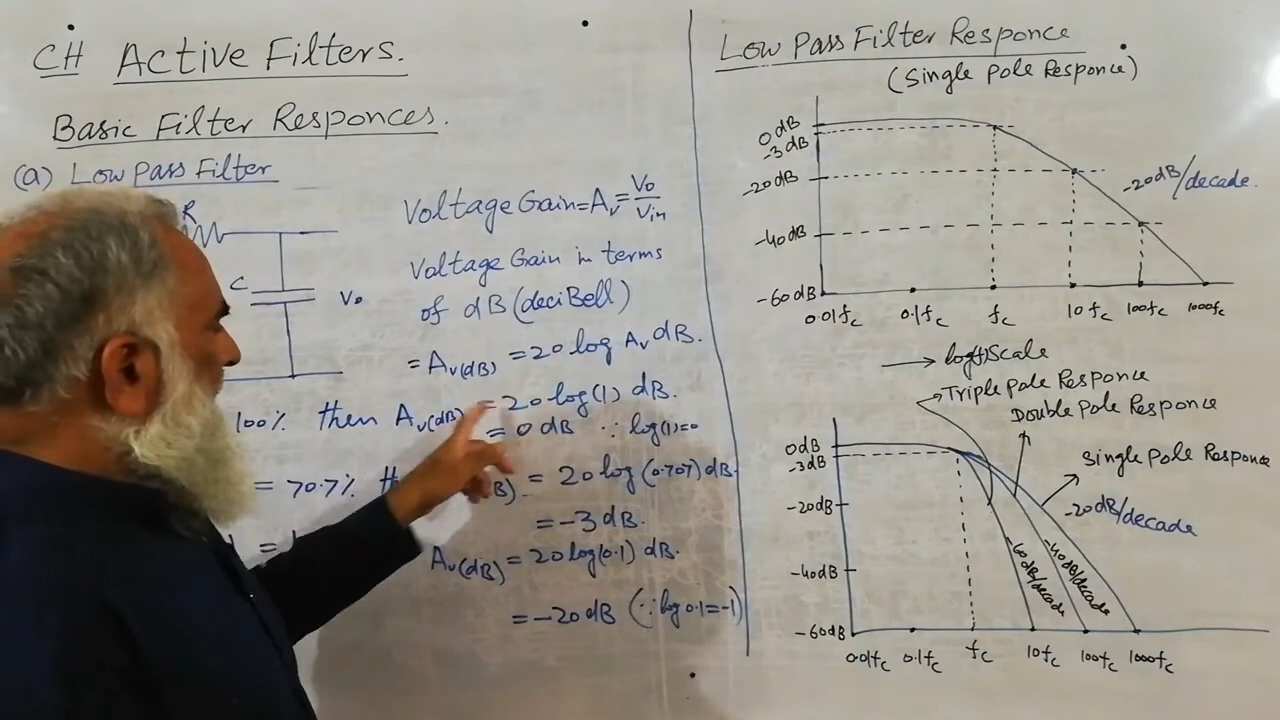 CH Active Filters.
Basic Filter Responces.
(a) Low Pass Filter
R
C
Vo
Voltage Gain = Av = Vo/Vin
Voltage Gain in terms
of dB (deciBell)
= Av(dB) = 20 log Av dB.
100% then Av(dB) = 20 log(1) dB.
= 0 dB ∵ log(1)=0
= 70.7% = 20 log(0.707) dB.
= -3 dB.
Av(dB) = 20 log(0.1) dB.
= -20 dB (∵ log 0.1 = -1)
Low Pass Filter Responce
(Single Pole Responce)
0 dB
-3 dB
-20 dB
-40 dB
-60 dB
-20 dB/decade.
0.01fc 0.1fc fc 10fc 100fc 1000fc
→ log(f) Scale
Triple Pole Responce
Double Pole Responce
Single Pole Responce
-20 dB/decade
0 dB
-3 dB
-20 dB
-40 dB
-60 dB
-60 dB/decade
-40 dB/decade
0.01fc 0.1fc fc 10fc 100fc 1000fc